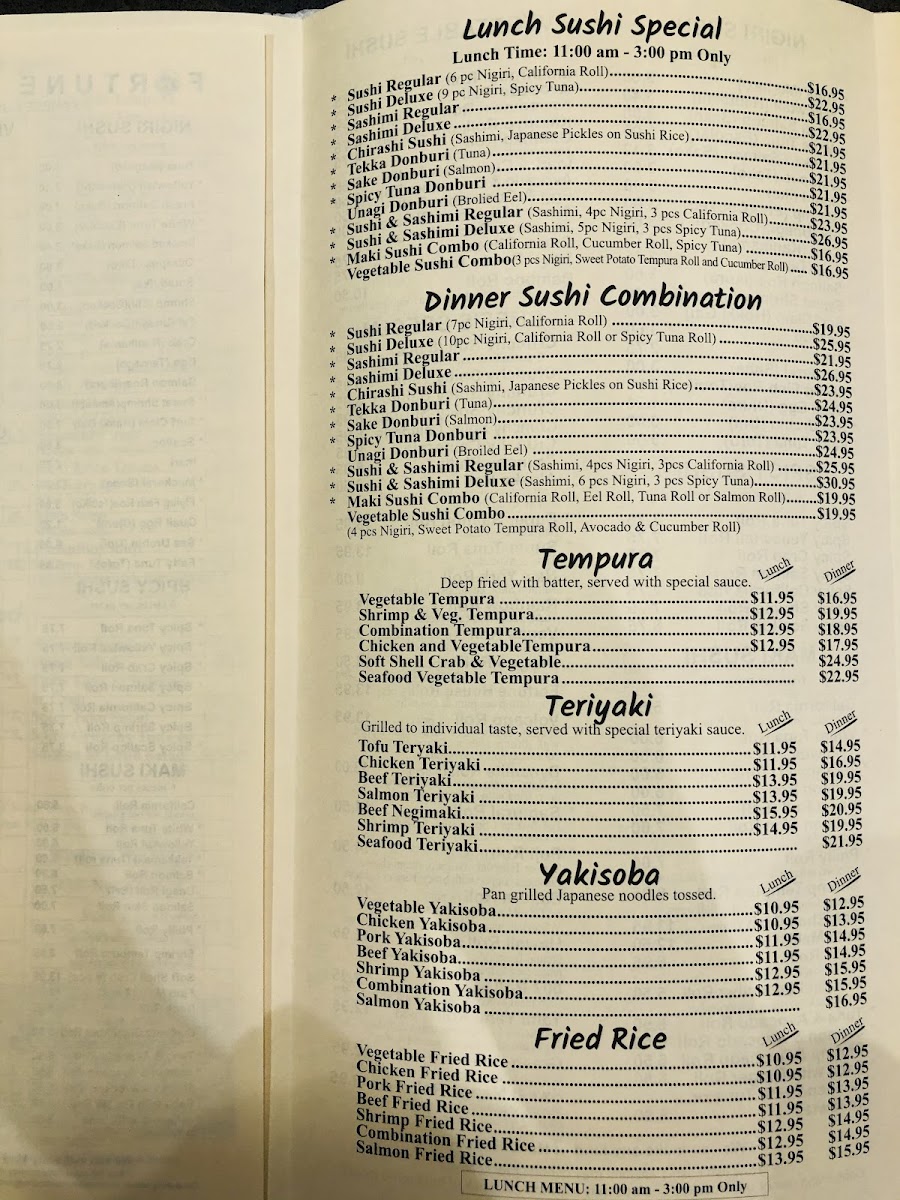 Lunch Sushi Special
Lunch Time: 11:00 am - 3:00 pm Only
* Sushi Regular (6 pc Nigiri, California Roll) $16.95
* Sushi Deluxe (9 pc Nigiri, Spicy Tuna) $22.95
* Sashimi Regular $16.95
* Sashimi Deluxe $22.95
* Chirashi Sushi (Sashimi, Japanese Pickles on Sushi Rice) $21.95
* Tekka Donburi (Tuna) $21.95
* Sake Donburi (Salmon) $21.95
* Spicy Tuna Donburi $21.95
Unagi Donburi (Brolied Eel) $21.95
* Sushi & Sashimi Regular (Sashimi, 4pc Nigiri, 3 pcs California Roll) $23.95
* Sushi & Sashimi Deluxe (Sashimi, 5pc Nigiri, 3 pcs Spicy Tuna) $26.95
* Maki Sushi Combo (California Roll, Cucumber Roll, Spicy Tuna) $16.95
Vegetable Sushi Combo(3 pcs Nigiri, Sweet Potato Tempura Roll and Cucumber Roll) $16.95
Dinner Sushi Combination
* Sushi Regular (7pc Nigiri, California Roll) $19.95
* Sushi Deluxe (10pc Nigiri, California Roll or Spicy Tuna Roll) $25.95
* Sashimi Regular $21.95
* Sashimi Deluxe $26.95
* Chirashi Sushi (Sashimi, Japanese Pickles on Sushi Rice) $23.95
* Tekka Donburi (Tuna) $24.95
* Sake Donburi (Salmon) $23.95
* Spicy Tuna Donburi $23.95
Unagi Donburi (Broiled Eel) $24.95
* Sushi & Sashimi Regular (Sashimi, 4pcs Nigiri, 3pcs California Roll) $25.95
* Sushi & Sashimi Deluxe (Sashimi, 6 pcs Nigiri, 3 pcs Spicy Tuna) $30.95
* Maki Sushi Combo (California Roll, Eel Roll, Tuna Roll or Salmon Roll) $19.95
Vegetable Sushi Combo $19.95
(4 pcs Nigiri, Sweet Potato Tempura Roll, Avocado & Cucumber Roll)
Tempura
Deep fried with batter, served with special sauce. Lunch Dinner
Vegetable Tempura $11.95 $16.95
Shrimp & Veg. Tempura $12.95 $19.95
Combination Tempura $12.95 $18.95
Chicken and VegetableTempura $12.95 $17.95
Soft Shell Crab & Vegetable $24.95
Seafood Vegetable Tempura $22.95
Teriyaki
Grilled to individual taste, served with special teriyaki sauce. Lunch Dinner
Tofu Teryaki $11.95 $14.95
Chicken Teriyaki $11.95 $16.95
Beef Teriyaki $13.95 $19.95
Salmon Teriyaki $13.95 $19.95
Beef Negimaki $15.95 $20.95
Shrimp Teriyaki $14.95 $19.95
Seafood Teriyaki $21.95
Yakisoba
Pan grilled Japanese noodles tossed. Lunch Dinner
Vegetable Yakisoba $10.95 $12.95
Chicken Yakisoba $10.95 $13.95
Pork Yakisoba $11.95 $14.95
Beef Yakisoba $11.95 $14.95
Shrimp Yakisoba $12.95 $15.95
Combination Yakisoba $12.95 $15.95
Salmon Yakisoba $16.95
Fried Rice
Lunch Dinner
Vegetable Fried Rice $10.95 $12.95
Chicken Fried Rice $10.95 $12.95
Pork Fried Rice $11.95 $13.95
Beef Fried Rice $11.95 $13.95
Shrimp Fried Rice $12.95 $14.95
Combination Fried Rice $12.95 $14.95
Salmon Fried Rice $13.95 $15.95
LUNCH MENU: 11:00 am - 3:00 pm Only